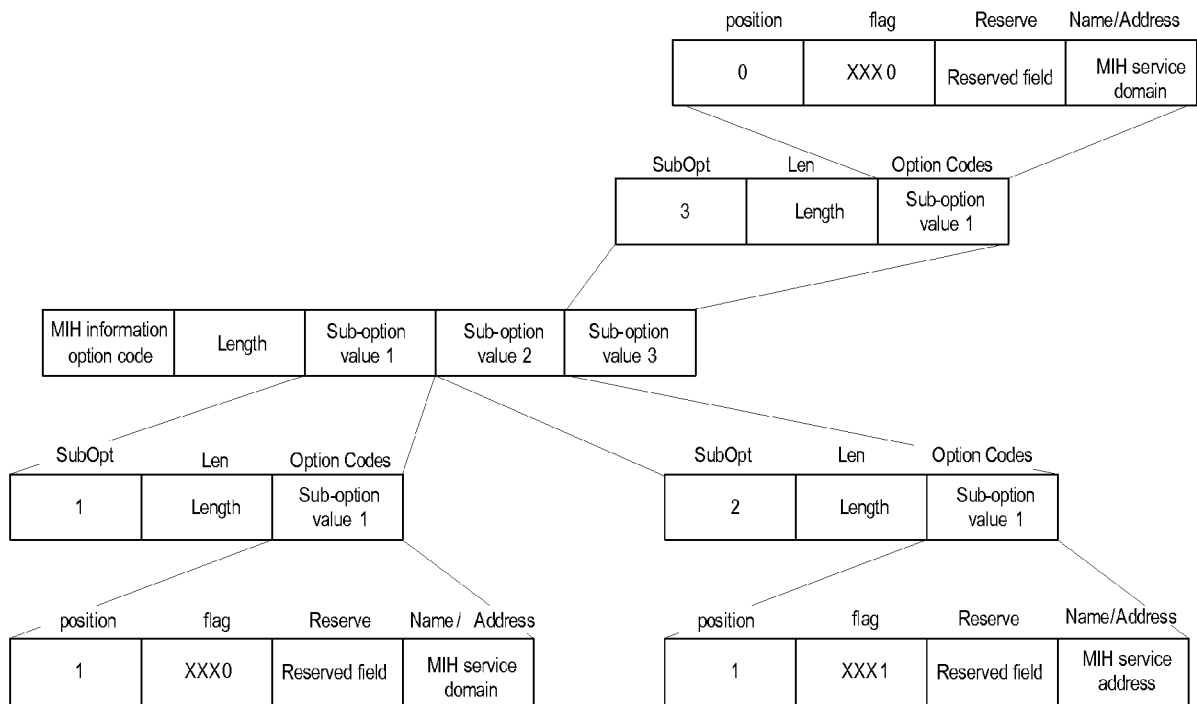 position flag Reserve Name/Address
0 XXX 0 Reserved field MIH service domain
SubOpt Len Option Codes
3 Length Sub-option value 1
MIH information option code Length Sub-option value 1 Sub-option value 2 Sub-option value 3
SubOpt Len Option Codes
1 Length Sub-option value 1
SubOpt Len Option Codes
2 Length Sub-option value 1
position flag Reserve Name / Address
1 XXX0 Reserved field MIH service domain
position flag Reserve Name/Address
1 XXX1 Reserved field MIH service address